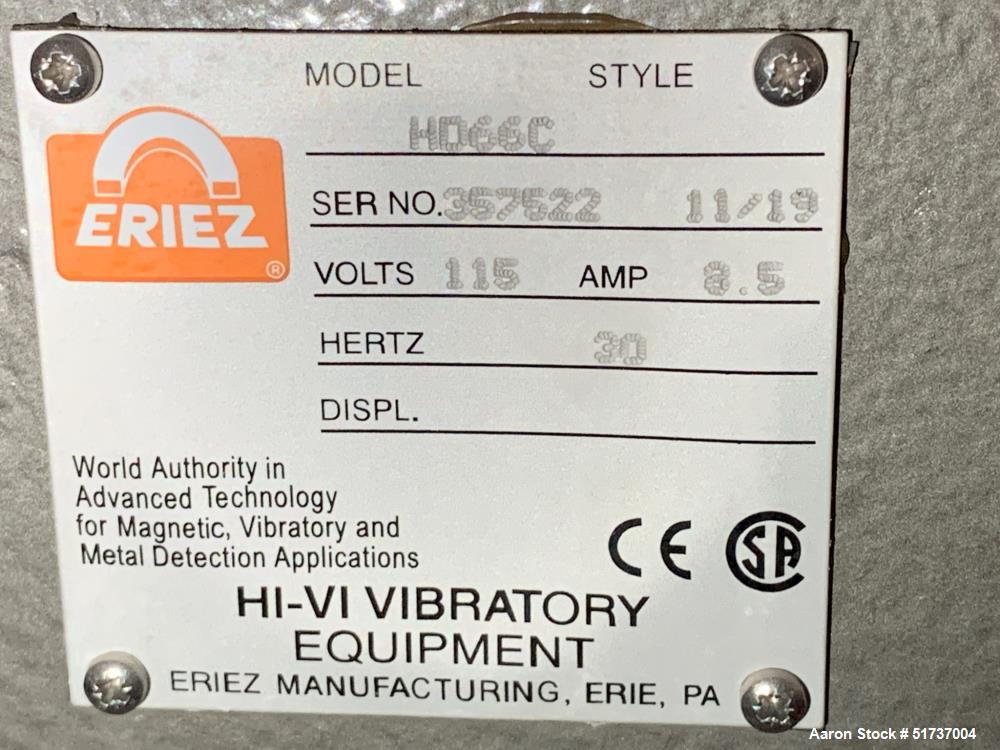 MODEL STYLE
HD66C
ERIEZ ®
SER NO. 357522 11/19
VOLTS 115 AMP
HERTZ 30
DISPL.
World Authority in
Advanced Technology
for Magnetic, Vibratory and
Metal Detection Applications
CE CSA
HI-VI VIBRATORY
EQUIPMENT
ERIEZ MANUFACTURING, ERIE, PA
Aaron Stock # 51737004